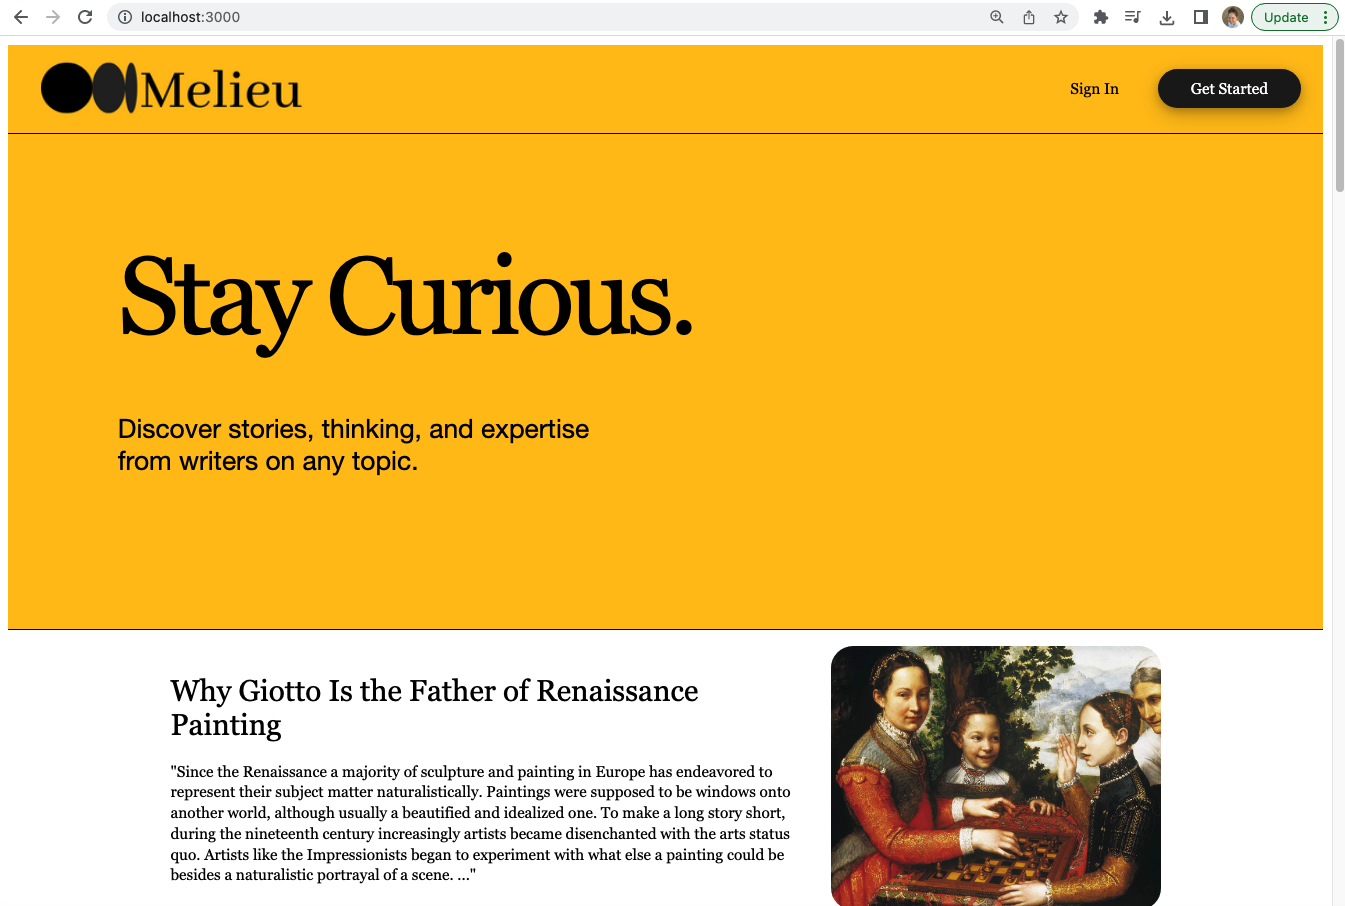 localhost:3000
Update
Melieu
Sign In
Get Started
Stay Curious.
Discover stories, thinking, and expertise
from writers on any topic.
Why Giotto Is the Father of Renaissance
Painting
"Since the Renaissance a majority of sculpture and painting in Europe has endeavored to
represent their subject matter naturalistically. Paintings were supposed to be windows onto
another world, although usually a beautified and idealized one. To make a long story short,
during the nineteenth century increasingly artists became disenchanted with the arts status
quo. Artists like the Impressionists began to experiment with what else a painting could be
besides a naturalistic portrayal of a scene. ..."